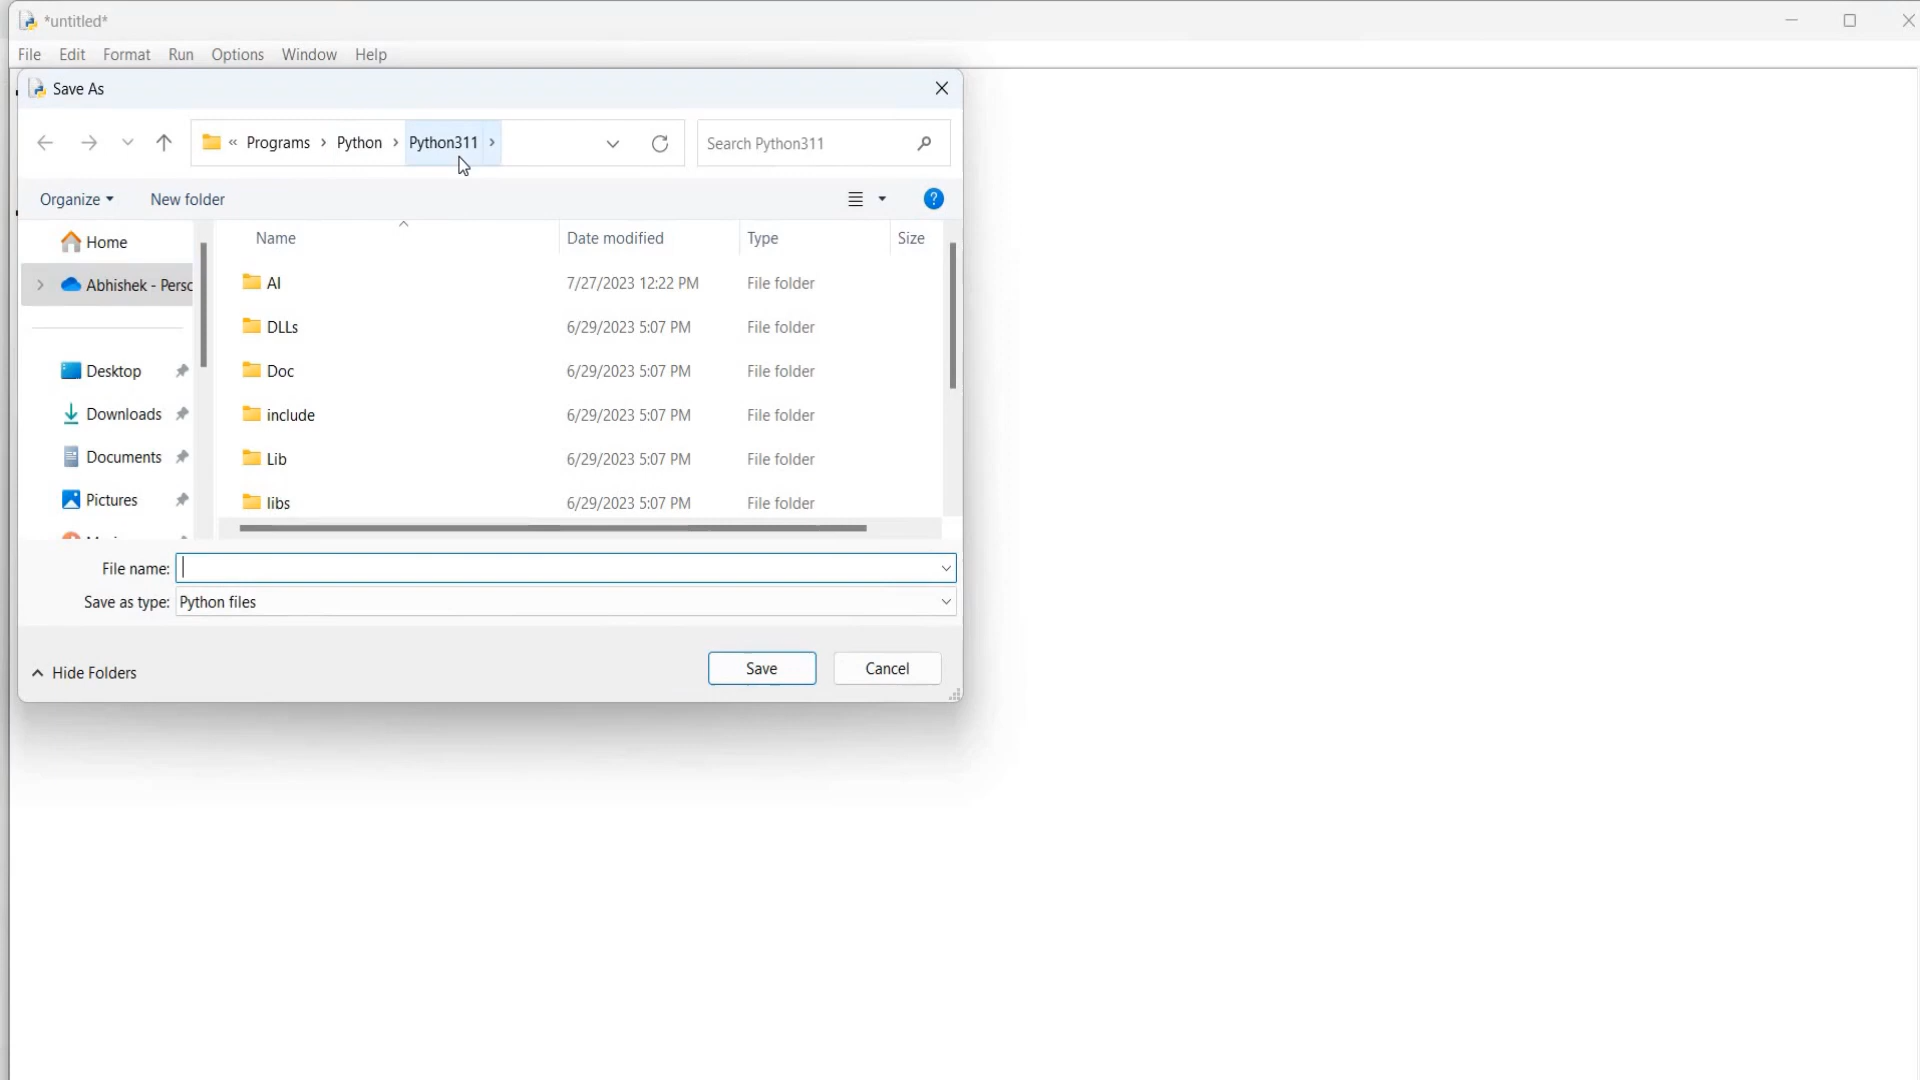 *untitled*
File Edit Format Run Options Window Help
Save As
« Programs > Python > Python311 > Search Python311
Organize New folder ?
Name Date modified Type Size
Home
Abhishek - Persc
AI 7/27/2023 12:22 PM File folder
DLLs 6/29/2023 5:07 PM File folder
Desktop
Doc 6/29/2023 5:07 PM File folder
Downloads
include 6/29/2023 5:07 PM File folder
Documents
Lib 6/29/2023 5:07 PM File folder
Pictures
libs 6/29/2023 5:07 PM File folder
File name:
Save as type: Python files
Hide Folders Save Cancel